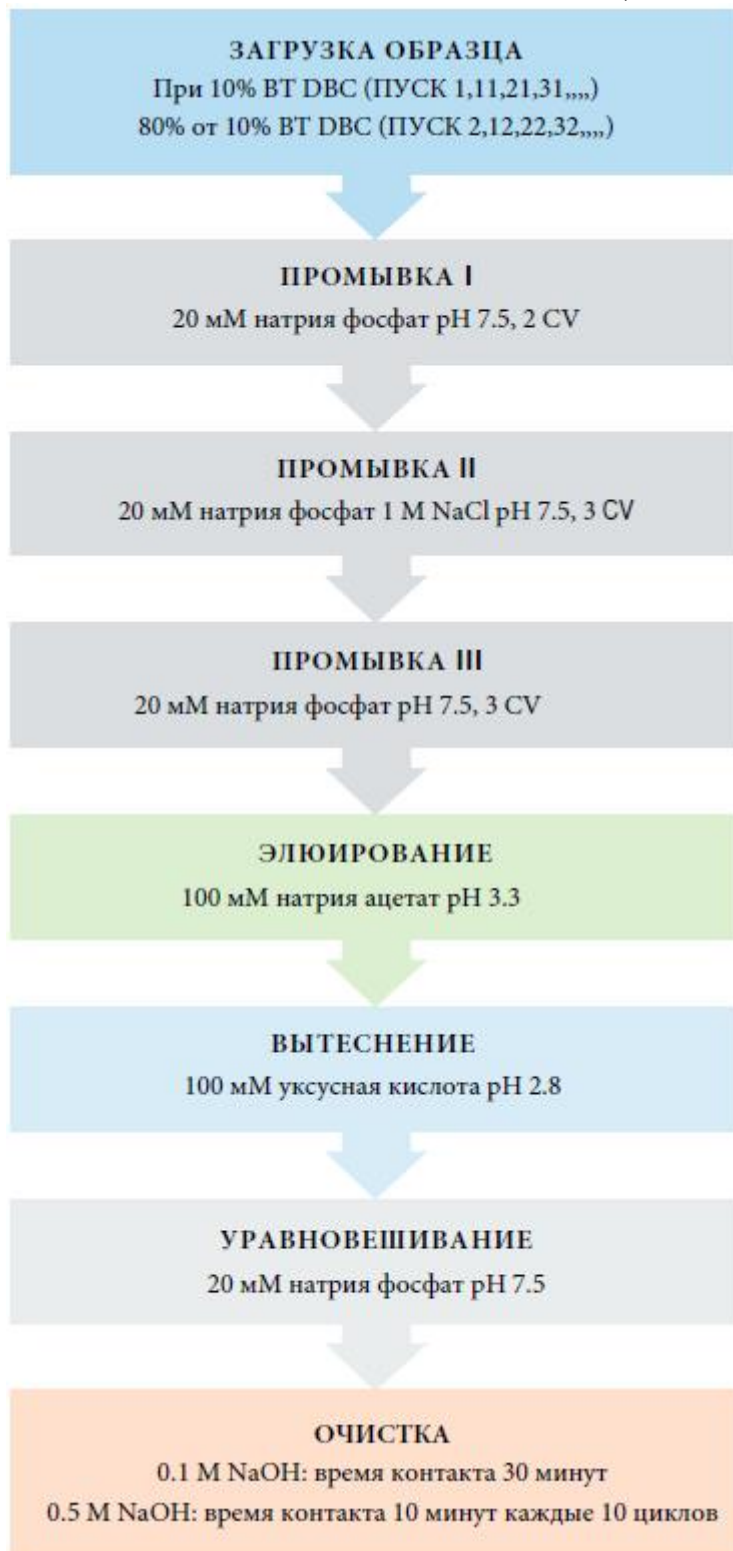 ЗАГРУЗКА ОБРАЗЦА
При 10% ВТ DBC (ПУСК 1,11,21,31,,,,,)
80% от 10% ВТ DBC (ПУСК 2,12,22,32,,,,,)
ПРОМЫВКА I
20 мМ натрия фосфат pH 7.5, 2 CV
ПРОМЫВКА II
20 мМ натрия фосфат 1 М NaCl pH 7.5, 3 CV
ПРОМЫВКА III
20 мМ натрия фосфат pH 7.5, 3 CV
ЭЛЮИРОВАНИЕ
100 мМ натрия ацетат pH 3.3
ВЫТЕСНЕНИЕ
100 мМ уксусная кислота pH 2.8
УРАВНОВЕШИВАНИЕ
20 мМ натрия фосфат pH 7.5
ОЧИСТКА
0.1 М NaOH: время контакта 30 минут
0.5 М NaOH: время контакта 10 минут каждые 10 циклов